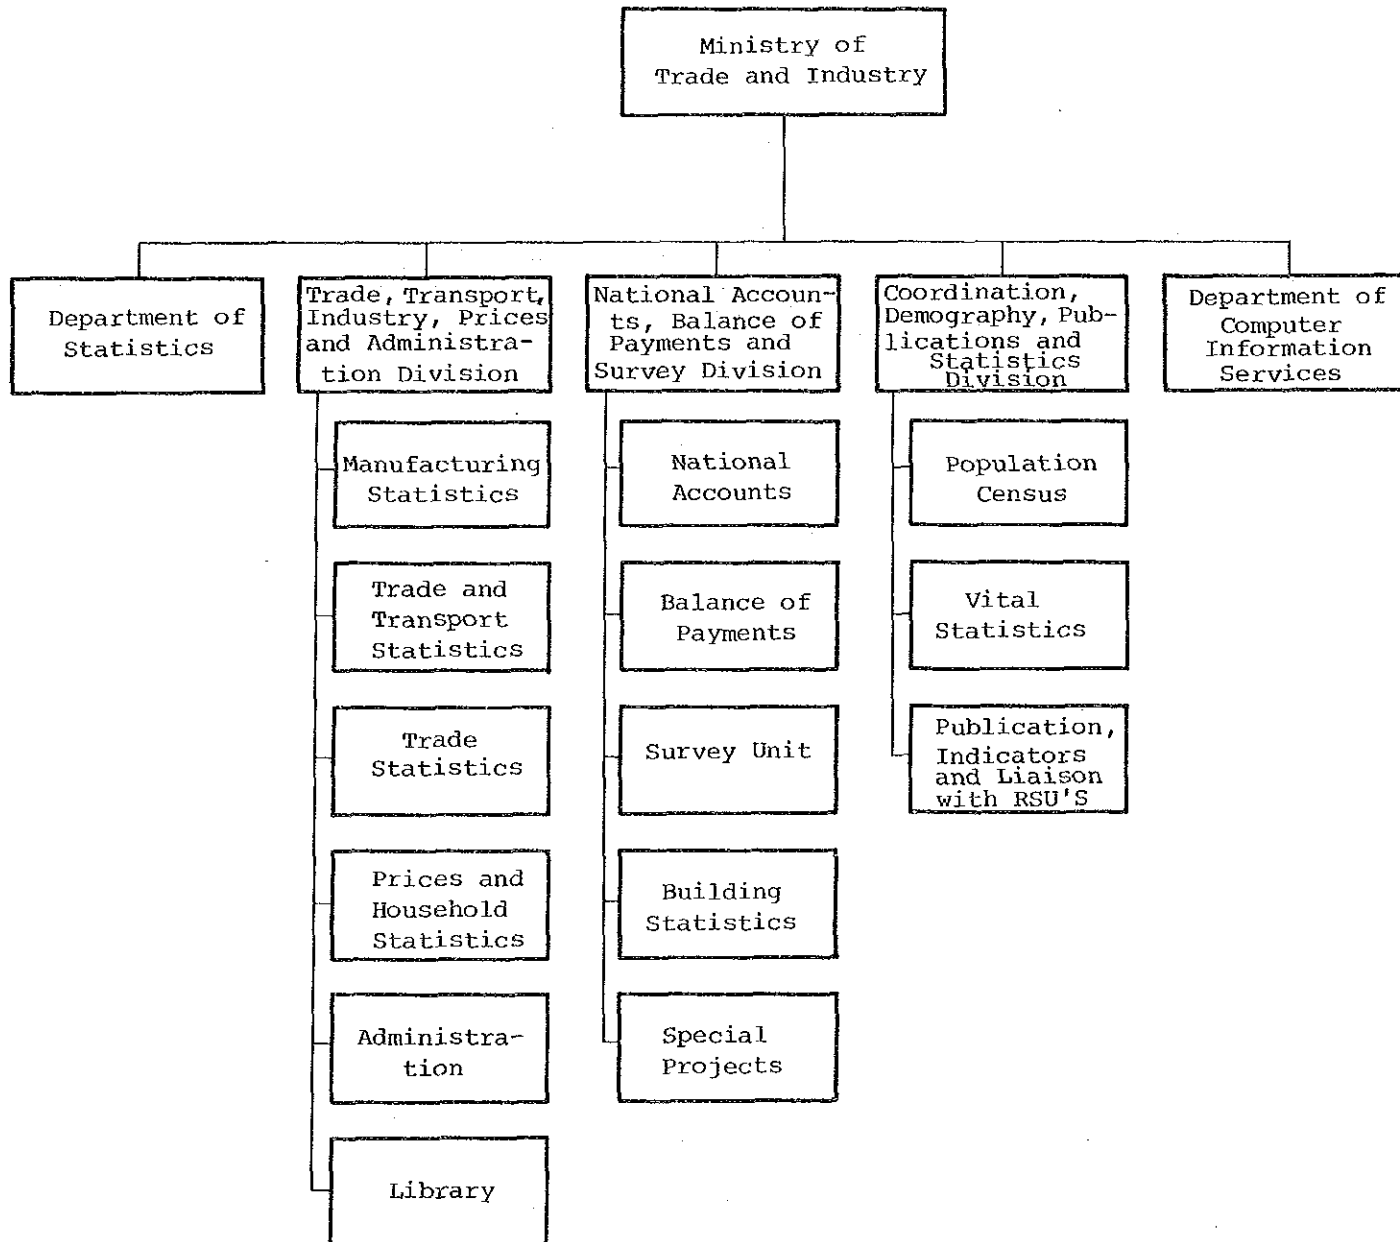 Ministry of
Trade and Industry
Department of
Statistics
Trade, Transport,
Industry, Prices
and Administra-
tion Division
National Accoun-
ts, Balance of
Payments and
Survey Division
Coordination,
Demography, Pub-
lications and
Statistics
Division
Department of
Computer
Information
Services
Manufacturing
Statistics
Trade and
Transport
Statistics
Trade
Statistics
Prices and
Household
Statistics
Administra-
tion
Library
National
Accounts
Balance of
Payments
Survey Unit
Building
Statistics
Special
Projects
Population
Census
Vital
Statistics
Publication,
Indicators
and Liaison
with RSU'S